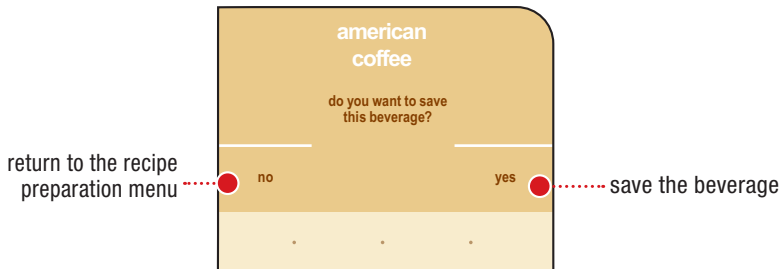 american
coffee
do you want to save
this beverage?
return to the recipe
preparation menu
no
yes
save the beverage